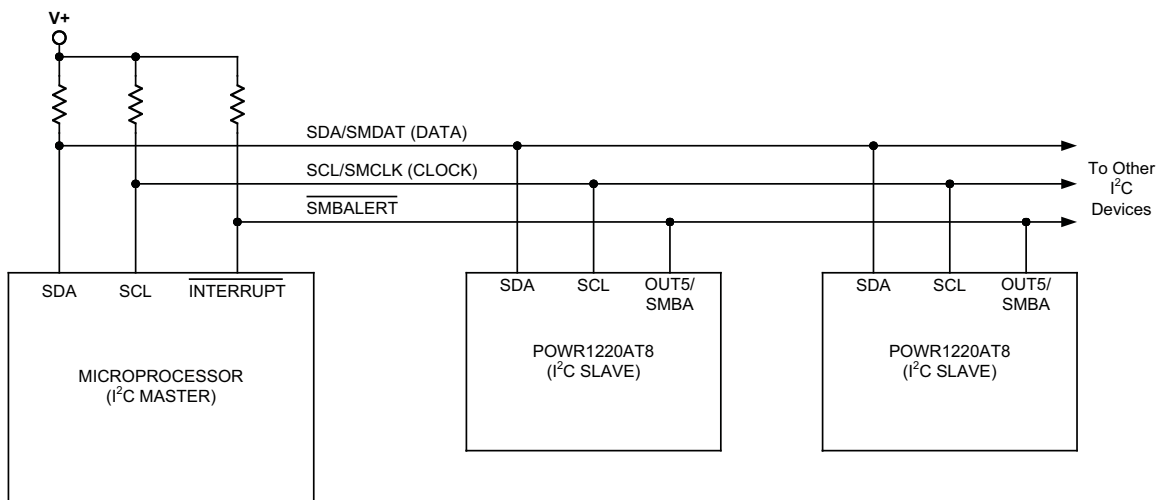 V+
SDA/SMDAT (DATA)
SCL/SMCLK (CLOCK)
SMBALERT
To Other
I²C
Devices
SDA SCL INTERRUPT
MICROPROCESSOR
(I²C MASTER)
SDA SCL OUT5/
SMBA
POWR1220AT8
(I²C SLAVE)
SDA SCL OUT5/
SMBA
POWR1220AT8
(I²C SLAVE)